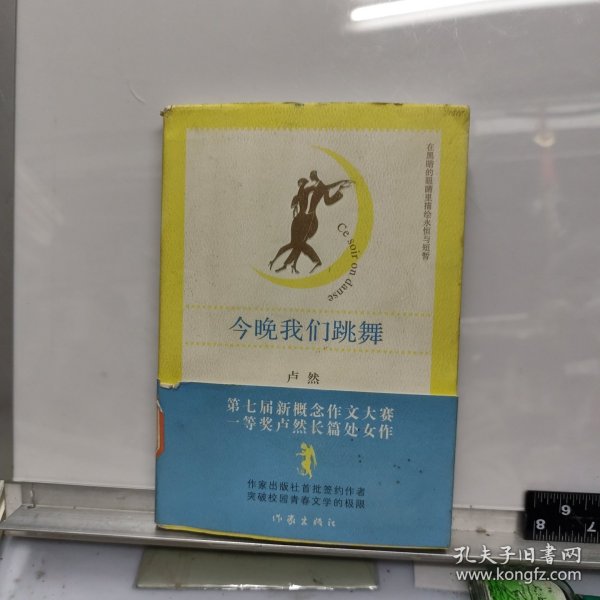 在黑暗的眼睛里描绘永恒与短暂
Ce soir on danse
今晚我们跳舞
卢然
第七届新概念作文大赛
一等奖卢然长篇处女作
作家出版社首批签约作者
突破校园青春文学的极限
作家出版社
8 7 6
孔夫子旧书网
www.kongfz.com